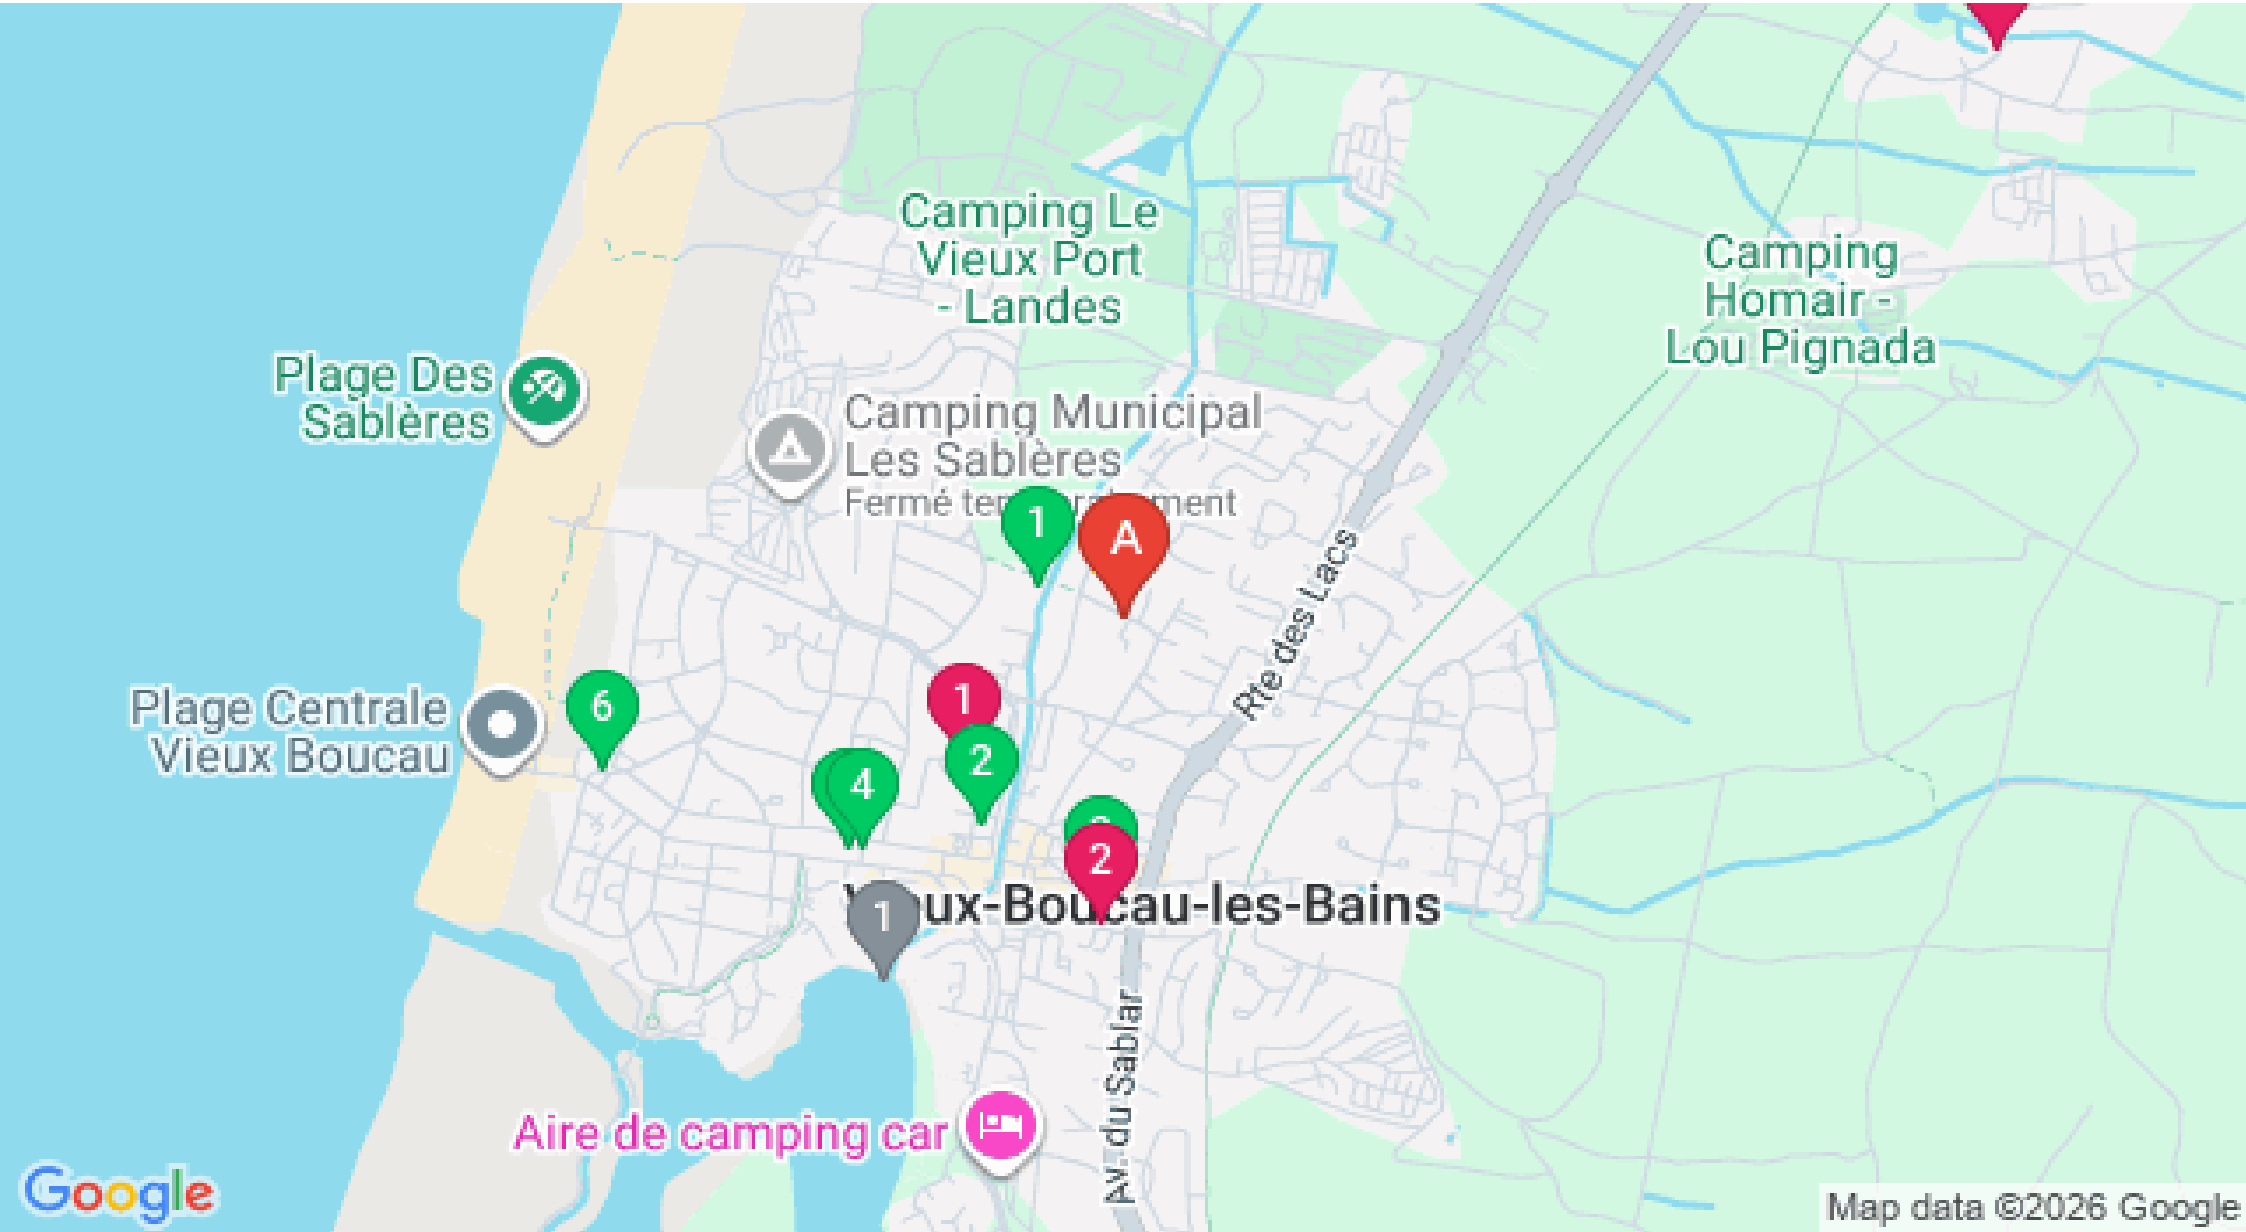 Camping Le
Vieux Port
- Landes
Camping
Homair -
Lou Pignada
Plage Des
Sablères
Camping Municipal
Les Sablères
Fermé
1
A
Rte des Lacs
1
6
Plage Centrale
Vieux Boucau
2
4
2
1
-Boucau-les-Bains
Av. du Sablar
Aire de camping car
Google
Map data ©2026 Google